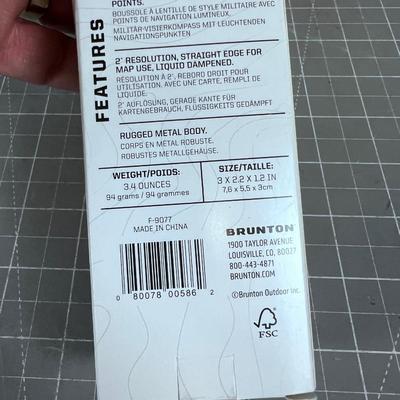 POINTS.
BOUSSOLE À LENTILLE DE STYLE MILITAIRE AVEC
POINTS DE NAVIGATION LUMINEUX.
MILITÄR-VISIERKOMPASS MIT LEUCHTENDEN
NAVIGATIONSPUNKTEN
FEATURES
2° RESOLUTION, STRAIGHT EDGE FOR
MAP USE, LIQUID DAMPENED.
RÉSOLUTION À 2°, REBORD DROIT POUR
UTILISATION AVEC UNE CARTE, REMPLI DE
LIQUIDE.
2° AUFLÖSUNG, GERADE KANTE FÜR
KARTENGEBRAUCH, FLÜSSIGKEITS GEDÄMPFT
RUGGED METAL BODY.
CORPS EN MÉTAL ROBUSTE.
ROBUSTES METALLGEHÄUSE.
WEIGHT/POIDS:
3.4 OUNCES
94 grams / 94 grammes
SIZE/TAILLE:
3 X 2.2 X 1.2 IN
7,6 x 5,5 x 3cm
F-9077
MADE IN CHINA
0 80078 00586 2
BRUNTON
1900 TAYLOR AVENUE
LOUISVILLE, CO, 80027
800-443-4871
BRUNTON.COM
©Brunton Outdoor Inc.
FSC